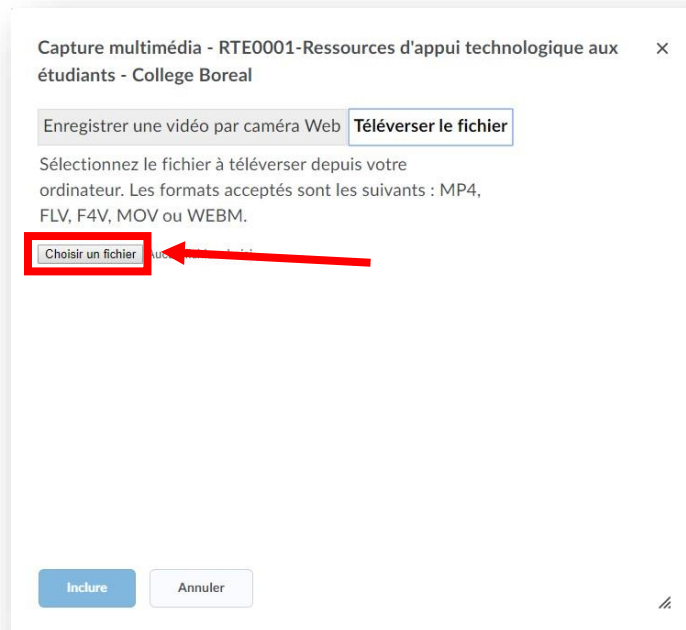 Capture multimédia - RTE0001-Ressources d'appui technologique aux
étudiants - College Boreal
Enregistrer une vidéo par caméra Web Téléverser le fichier
Sélectionnez le fichier à téléverser depuis votre
ordinateur. Les formats acceptés sont les suivants : MP4,
FLV, F4V, MOV ou WEBM.
Choisir un fichier
Inclure Annuler